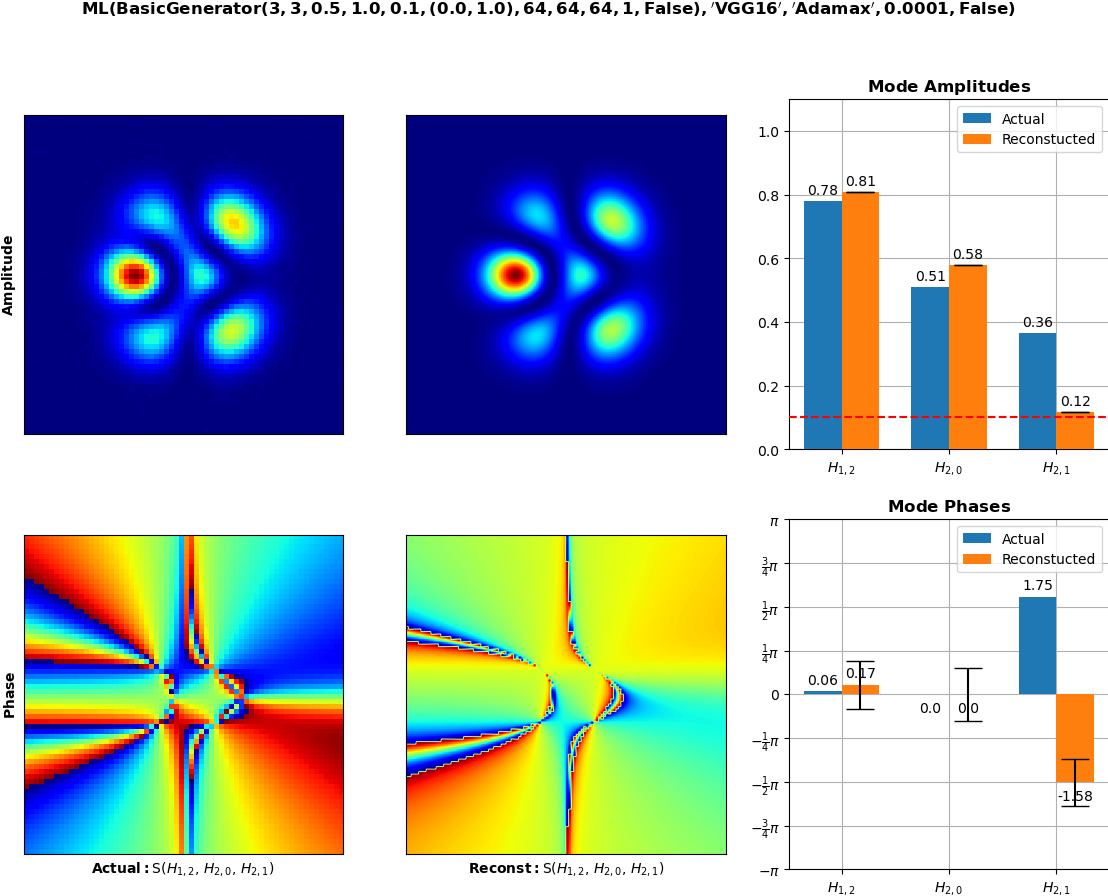 ML(BasicGenerator(3, 3, 0.5, 1.0, 0.1, (0.0, 1.0), 64, 64, 64, 1, False), ′VGG16′, ′Adamax′, 0.0001, False)
Amplitude
Mode Amplitudes
Actual
Reconstucted
1.0
0.8
0.6
0.4
0.2
0.0
0.78 0.81
0.51 0.58
0.36 0.12
H1,2 H2,0 H2,1
Phase
Actual: S(H1,2, H2,0, H2,1)
Reconst: S(H1,2, H2,0, H2,1)
Mode Phases
Actual
Reconstucted
π
3/4π
1/2π
1/4π
0
−1/4π
−1/2π
−3/4π
−π
0.06 0.17
0.0 0.0
1.75 -1.58
H1,2 H2,0 H2,1